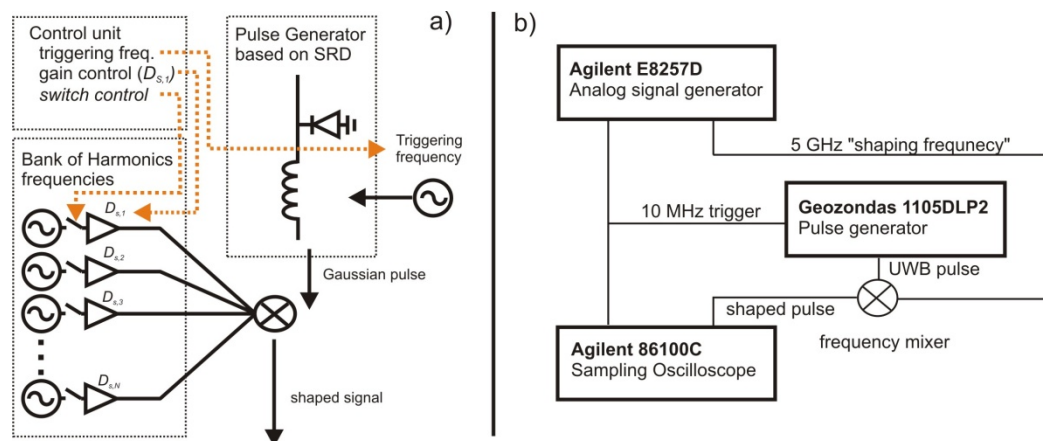 a)
Control unit
triggering freq.
gain control (Ds,1)
switch control
Pulse Generator
based on SRD
Triggering
frequency
Bank of Harmonics
frequencies
Ds,1
Ds,2
Ds,3
Ds,N
Gaussian pulse
shaped signal
b)
Agilent E8257D
Analog signal generator
5 GHz "shaping frequnecy"
10 MHz trigger
Geozondas 1105DLP2
Pulse generator
UWB pulse
shaped pulse
frequency mixer
Agilent 86100C
Sampling Oscilloscope